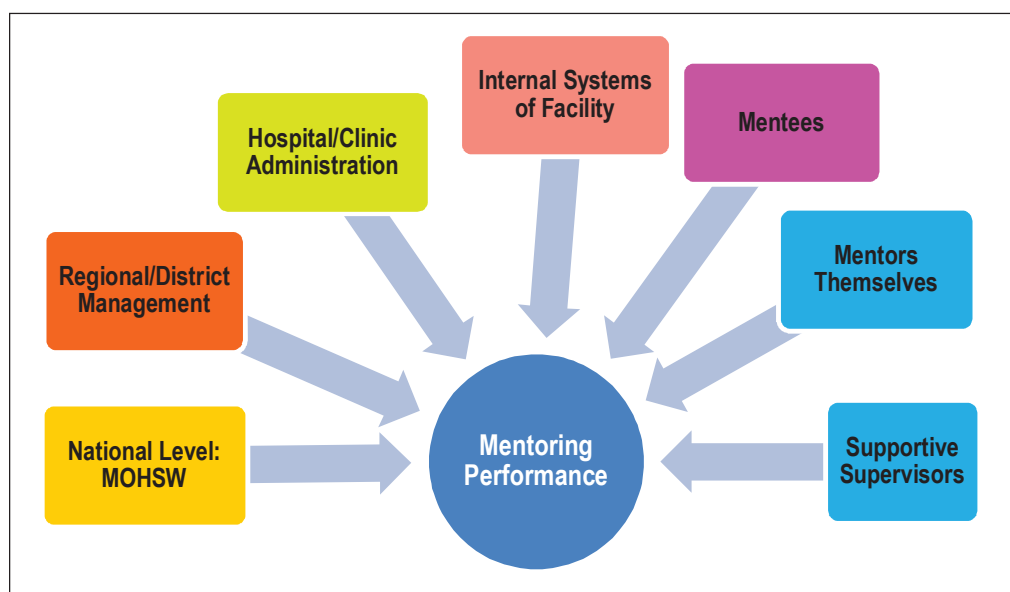 Internal Systems
of Facility
Mentees
Hospital/Clinic
Administration
Mentors
Themselves
Regional/District
Management
National Level:
MOHSW
Mentoring
Performance
Supportive
Supervisors